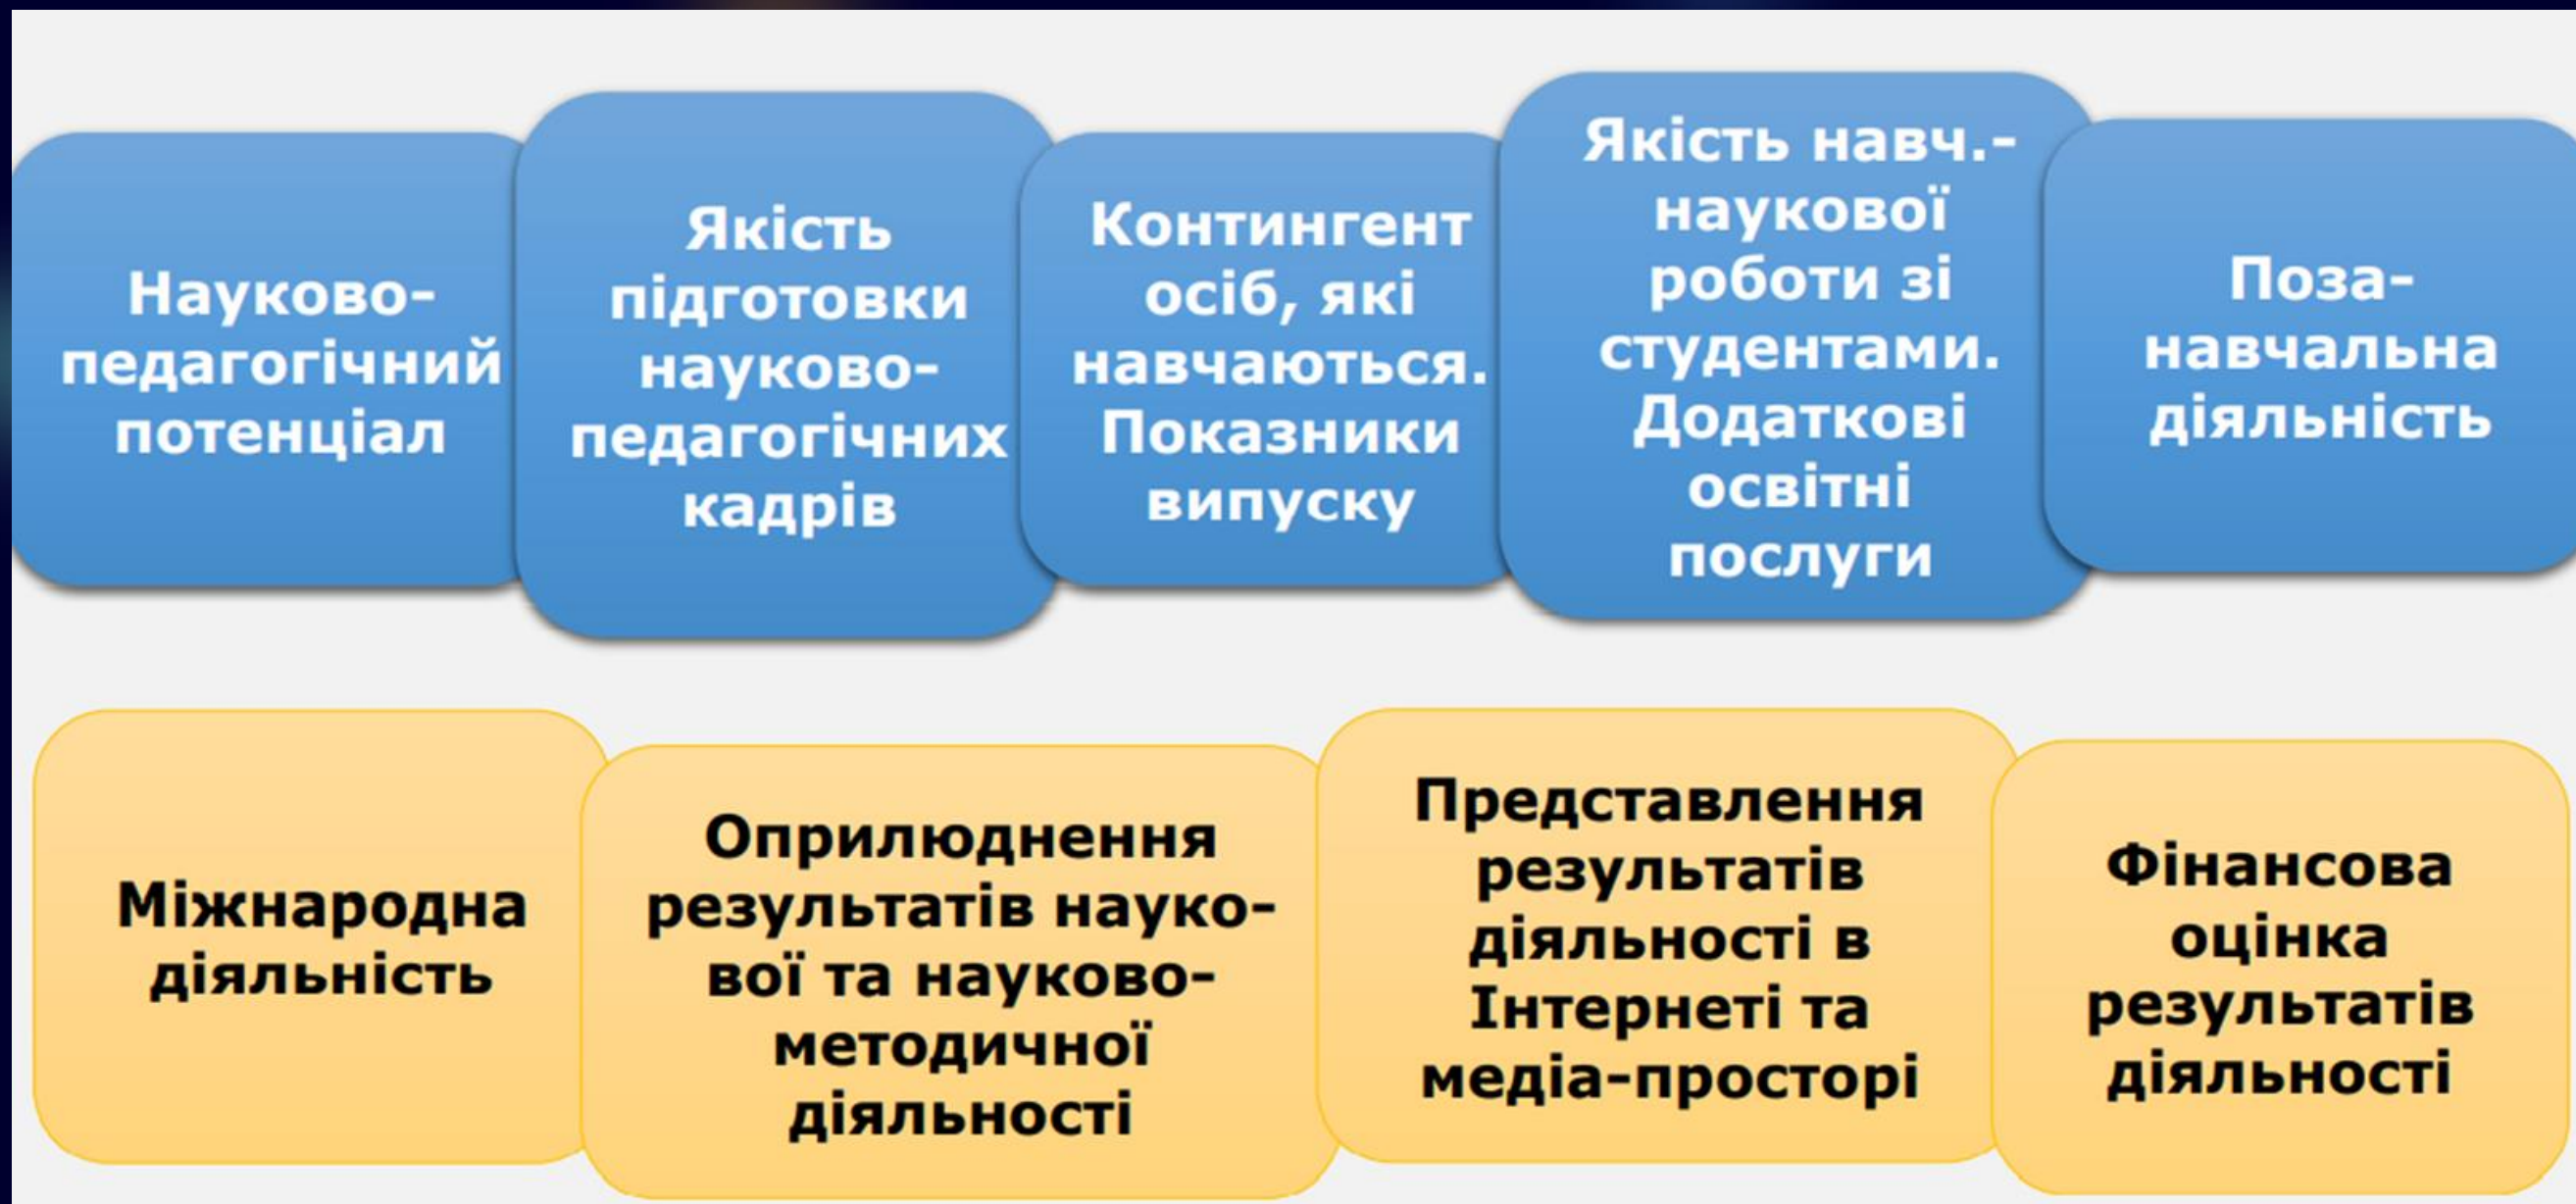 Науково-
педагогічний
потенціал
Якість
підготовки
науково-
педагогічних
кадрів
Контингент
осіб, які
навчаються.
Показники
випуску
Якість навч.-
наукової
роботи зі
студентами.
Додаткові
освітні
послуги
Поза-
навчальна
діяльність
Міжнародна
діяльність
Оприлюднення
результатів науко-
вої та науково-
методичної
діяльності
Представлення
результатів
діяльності в
Інтернеті та
медіа-просторі
Фінансова
оцінка
результатів
діяльності